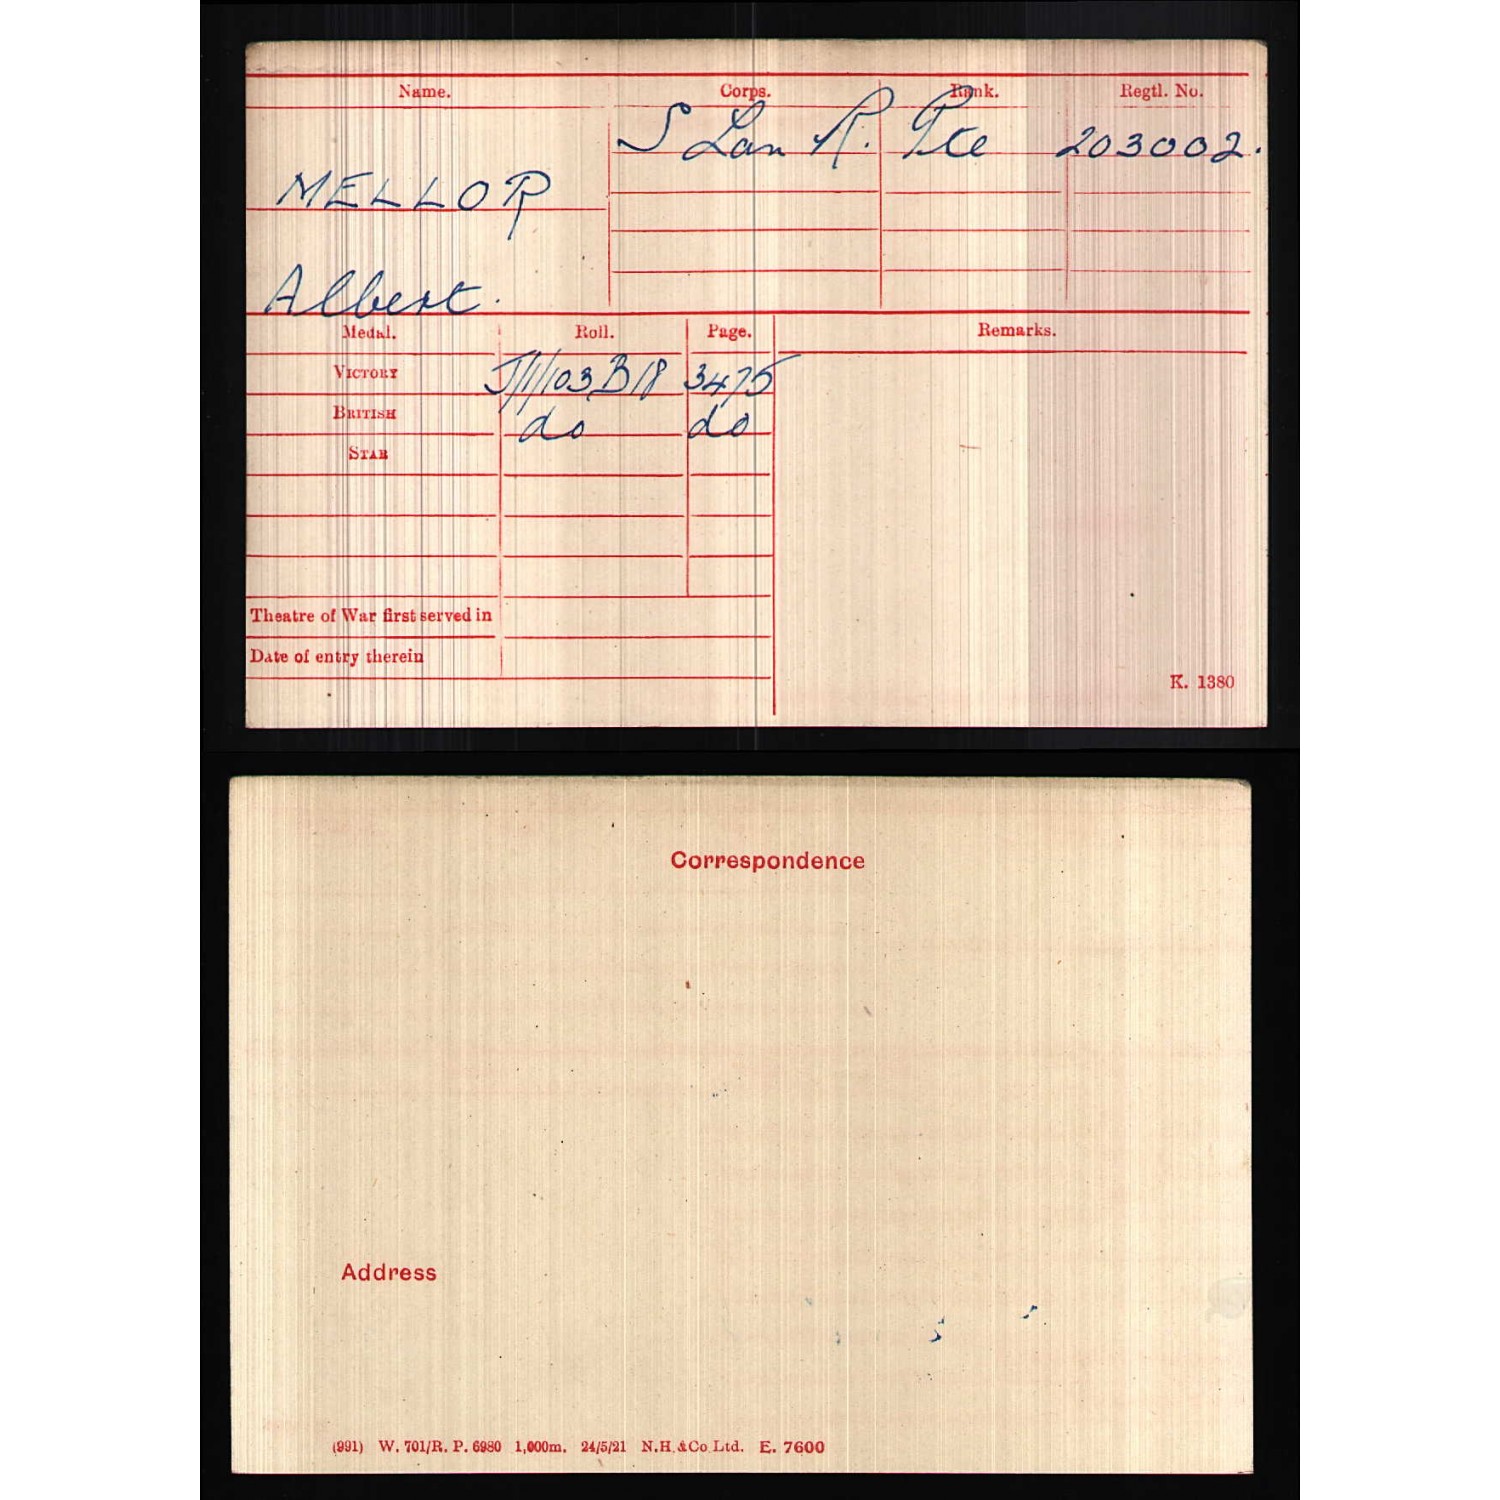 Name. Corps. Rank. Regtl. No.
S Lan R. Pte 203002.
MELLOR
Albert.
Medal. Roll. Page. Remarks.
VICTORY J/1/103 B18 3475
BRITISH do do
STAR
Theatre of War first served in
Date of entry therein
K. 1380
Correspondence
Address
(991) W. 701/R. P. 6980 1,000m. 24/5/21 N.H.&Co.Ltd. E. 7600